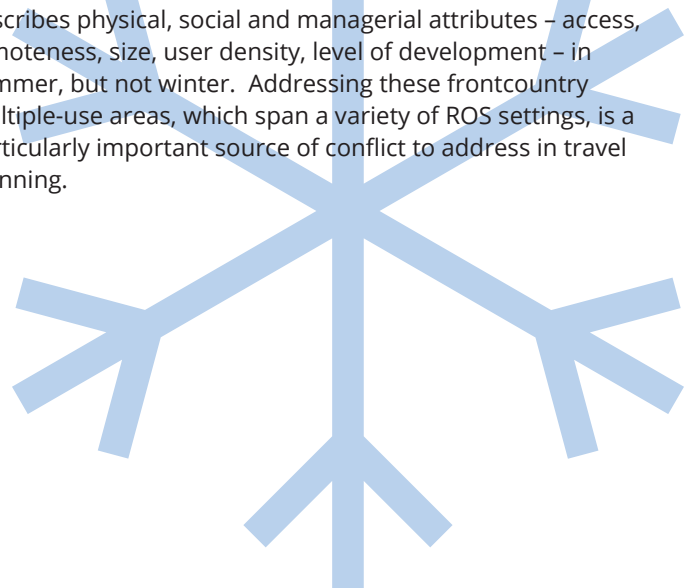 scribes physical, social and managerial attributes – access,
moteness, size, user density, level of development – in
mmer, but not winter.  Addressing these frontcountry
ltiple-use areas, which span a variety of ROS settings, is a
rticularly important source of conflict to address in travel
nning.